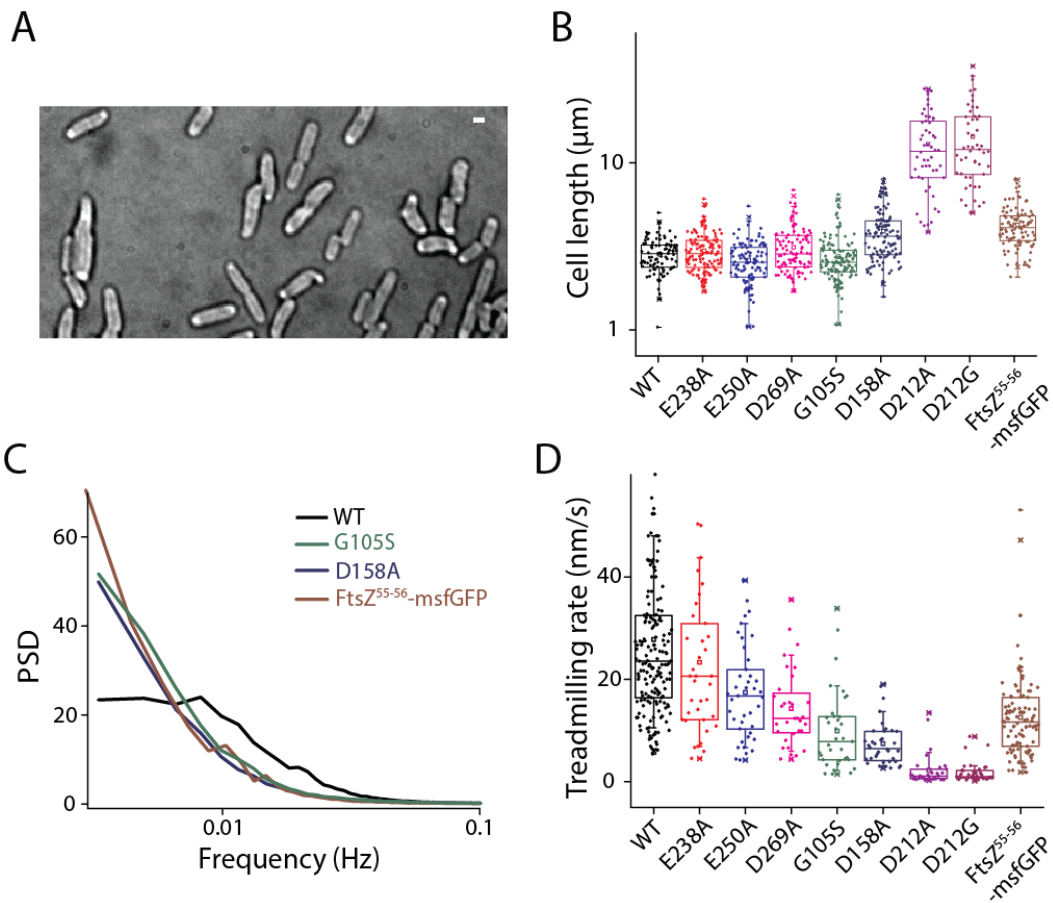 A
B
Cell length (μm)
10
1
WT
E238A
E250A
D269A
G105S
D158A
D212A
D212G
FtsZ⁵⁵⁻⁵⁶
-msfGFP
C
PSD
60
40
20
0
0.01
0.1
Frequency (Hz)
WT
G105S
D158A
FtsZ⁵⁵⁻⁵⁶-msfGFP
D
Treadmilling rate (nm/s)
40
20
0
WT
E238A
E250A
D269A
G105S
D158A
D212A
D212G
FtsZ⁵⁵⁻⁵⁶
-msfGFP